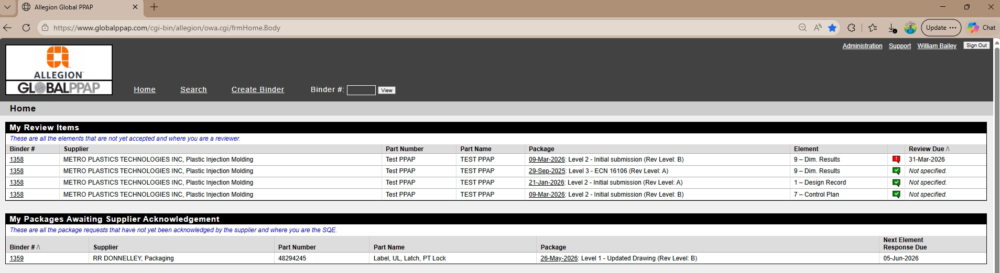 Allegion Global PPAP
https://www.globalppap.com/cgi-bin/allegion/owa.cgi/frmHome.Body
Update
Chat
Administration Support William Bailey Sign Out
ALLEGION
GLOBALPPAP
Home Search Create Binder Binder #: View
Home
My Review Items
These are all the elements that are not yet accepted and where you are a reviewer.
Binder # Supplier Part Number Part Name Package Element Review Due /\
1358 METRO PLASTICS TECHNOLOGIES INC, Plastic Injection Molding Test PPAP TEST PPAP 09-Mar-2026: Level 2 - Initial submission (Rev Level: B) 9 – Dim. Results 31-Mar-2026
1358 METRO PLASTICS TECHNOLOGIES INC, Plastic Injection Molding Test PPAP TEST PPAP 29-Sep-2025: Level 3 - ECN 16106 (Rev Level: A) 9 – Dim. Results Not specified.
1358 METRO PLASTICS TECHNOLOGIES INC, Plastic Injection Molding Test PPAP TEST PPAP 21-Jan-2026: Level 2 - Initial submission (Rev Level: A) 1 – Design Record Not specified.
1358 METRO PLASTICS TECHNOLOGIES INC, Plastic Injection Molding Test PPAP TEST PPAP 09-Mar-2026: Level 2 - Initial submission (Rev Level: B) 7 – Control Plan Not specified.
My Packages Awaiting Supplier Acknowledgement
These are all the package requests that have not yet been acknowledged by the supplier and where you are the SQE.
Binder # /\ Supplier Part Number Part Name Package Next Element Response Due
1359 RR DONNELLEY, Packaging 48294245 Label, UL, Latch, PT Lock 26-May-2026: Level 1 - Updated Drawing (Rev Level: B) 05-Jun-2026